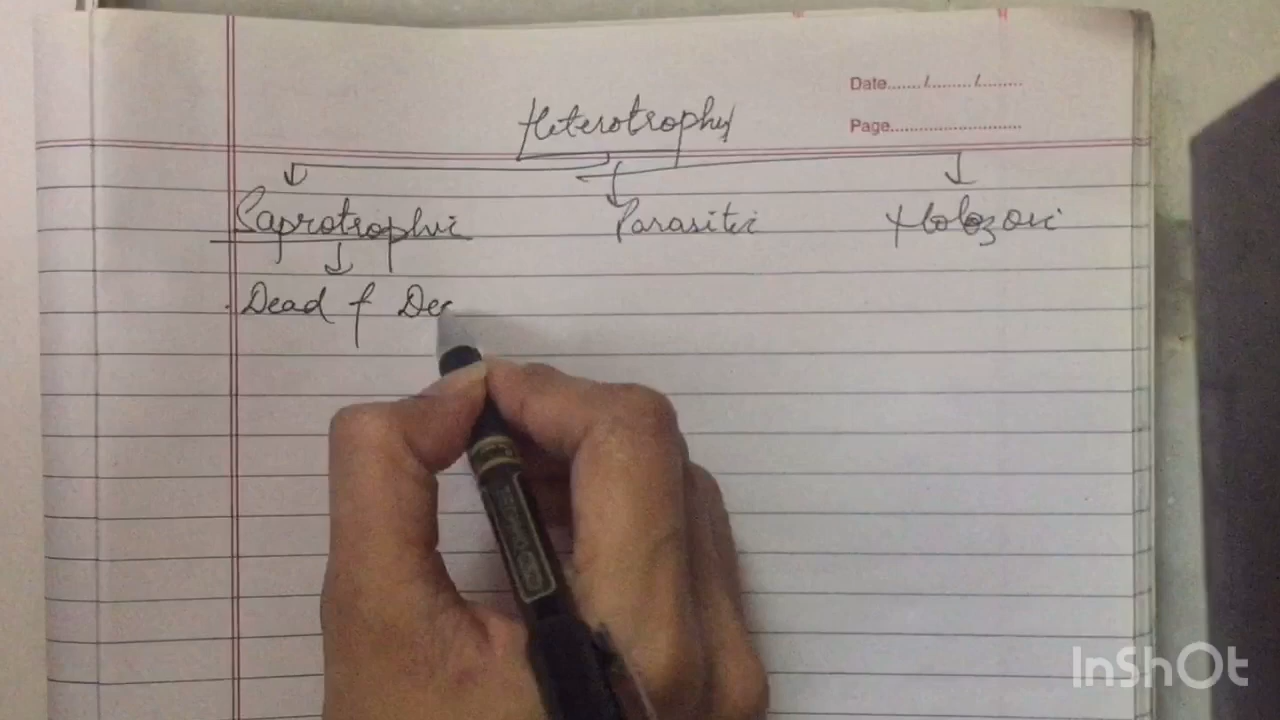 Date....../........./.........
Page...........................
Heterotrophy
Saprotrophic Parasitic Holozoic
Dead & Dec
InShOt